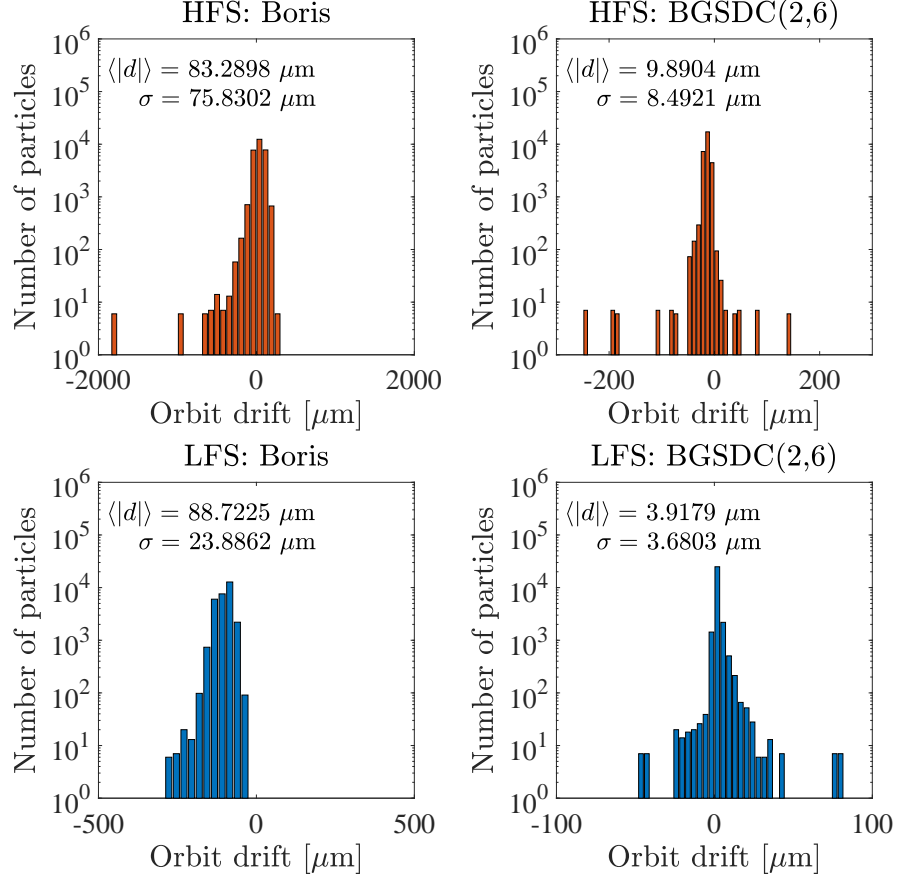 HFS: Boris
10^6
10^5
10^4
10^3
10^2
10^1
10^0
Number of particles
⟨|d|⟩ = 83.2898 μm
σ = 75.8302 μm
-2000 0 2000
Orbit drift [μm]
HFS: BGSDC(2,6)
10^6
10^5
10^4
10^3
10^2
10^1
10^0
Number of particles
⟨|d|⟩ = 9.8904 μm
σ = 8.4921 μm
-200 0 200
Orbit drift [μm]
LFS: Boris
10^6
10^5
10^4
10^3
10^2
10^1
10^0
Number of particles
⟨|d|⟩ = 88.7225 μm
σ = 23.8862 μm
-500 0 500
Orbit drift [μm]
LFS: BGSDC(2,6)
10^6
10^5
10^4
10^3
10^2
10^1
10^0
Number of particles
⟨|d|⟩ = 3.9179 μm
σ = 3.6803 μm
-100 0 100
Orbit drift [μm]